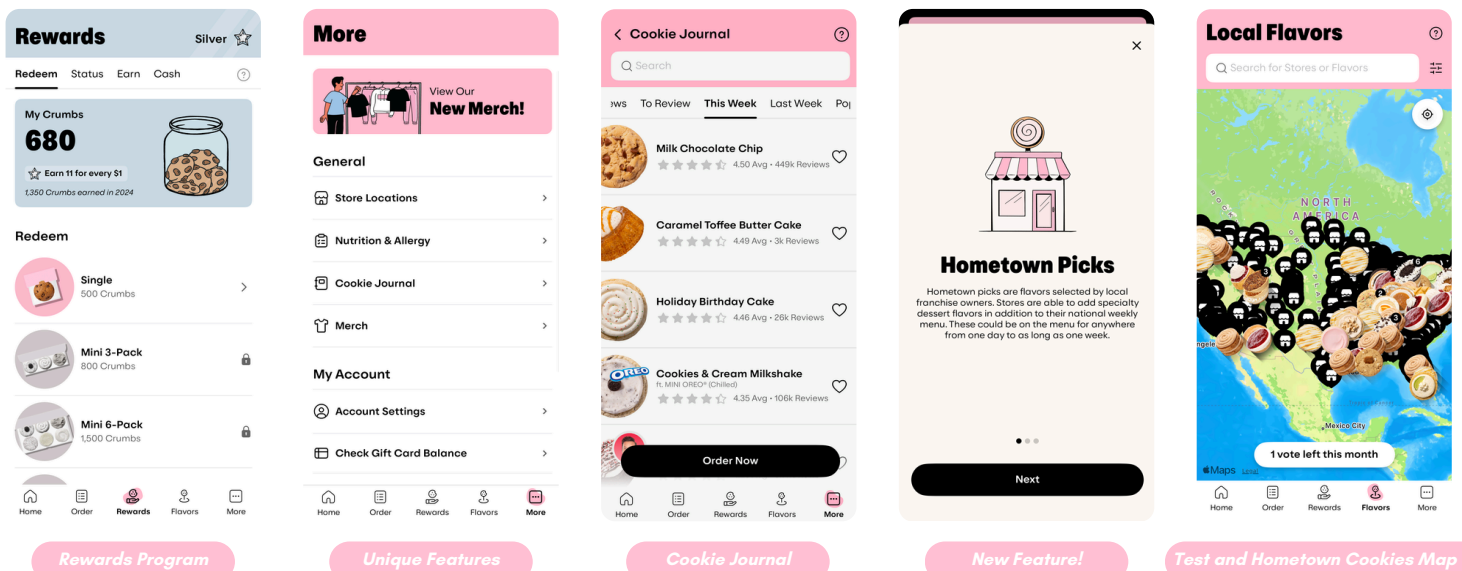 Rewards
Silver
Redeem Status Earn Cash
?
My Crumbs
680
Earn 11 for every $1
1,350 Crumbs earned in 2024
Redeem
Single
500 Crumbs
Mini 3-Pack
800 Crumbs
Mini 6-Pack
1,500 Crumbs
Home Order Rewards Flavors More
Rewards Program
More
View Our
New Merch!
General
Store Locations
Nutrition & Allergy
Cookie Journal
Merch
My Account
Account Settings
Check Gift Card Balance
Home Order Rewards Flavors More
Unique Features
Cookie Journal
?
Search
To Review This Week Last Week
Milk Chocolate Chip
4.50 Avg • 449k Reviews
Caramel Toffee Butter Cake
4.49 Avg • 3k Reviews
Holiday Birthday Cake
4.46 Avg • 26k Reviews
OREO
Cookies & Cream Milkshake
ft. MINI OREO® (Chilled)
4.35 Avg • 106k Reviews
Order Now
Home Order Rewards Flavors More
Cookie Journal
Hometown Picks
Hometown picks are flavors selected by local
franchise owners. Stores are able to add specialty
dessert flavors in addition to their national weekly
menu. These could be on the menu for anywhere
from one day to as long as one week.
Next
New Feature!
Local Flavors
?
Search for Stores or Flavors
NORTH
AMERICA
3
6
2
3
Mexico City
1 vote left this month
Maps
Legal
Home Order Rewards Flavors More
Test and Hometown Cookies Map